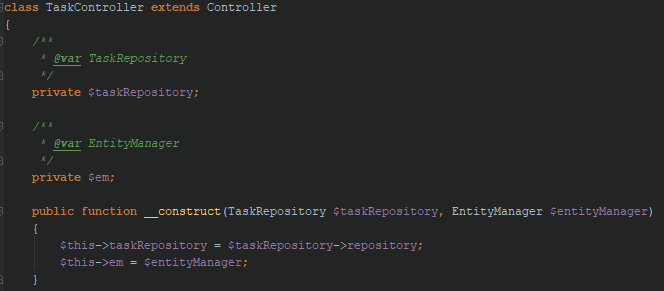 class TaskController extends Controller
{
    /**
     * @var TaskRepository
     */
    private $taskRepository;

    /**
     * @var EntityManager
     */
    private $em;

    public function __construct(TaskRepository $taskRepository, EntityManager $entityManager)
    {
        $this->taskRepository = $taskRepository->repository;
        $this->em = $entityManager;
    }